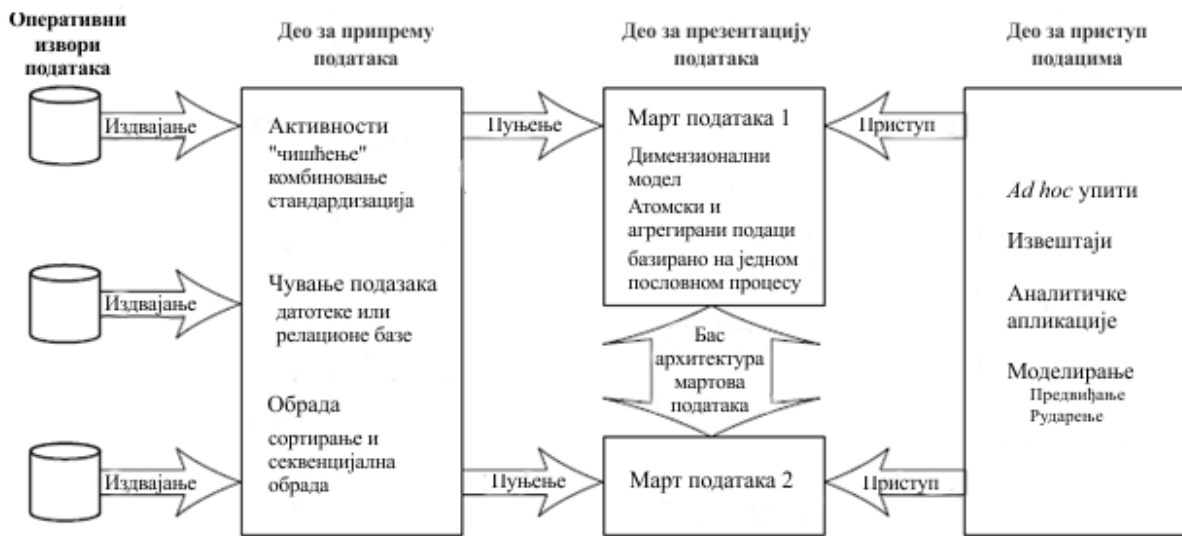 Оперативни
извори
података
Део за припрему
података
Део за презентацију
података
Део за приступ
подацима
Издвајање
Издвајање
Издвајање
Активности
"чишћење"
комбиновање
стандардизација
Чување подазака
датотеке или
релационе базе
Обрада
сортирање и
секвенцијална
обрада
Пуњење
Пуњење
Март података 1
Димензионални
модел
Атомски и
агрегирани подаци
базирано на једном
пословном процесу
Бас
архитектура
мартова
података
Март података 2
Приступ
Приступ
Ad hoc упити
Извештаји
Аналитичке
апликације
Моделирање
Предвиђање
Рударење